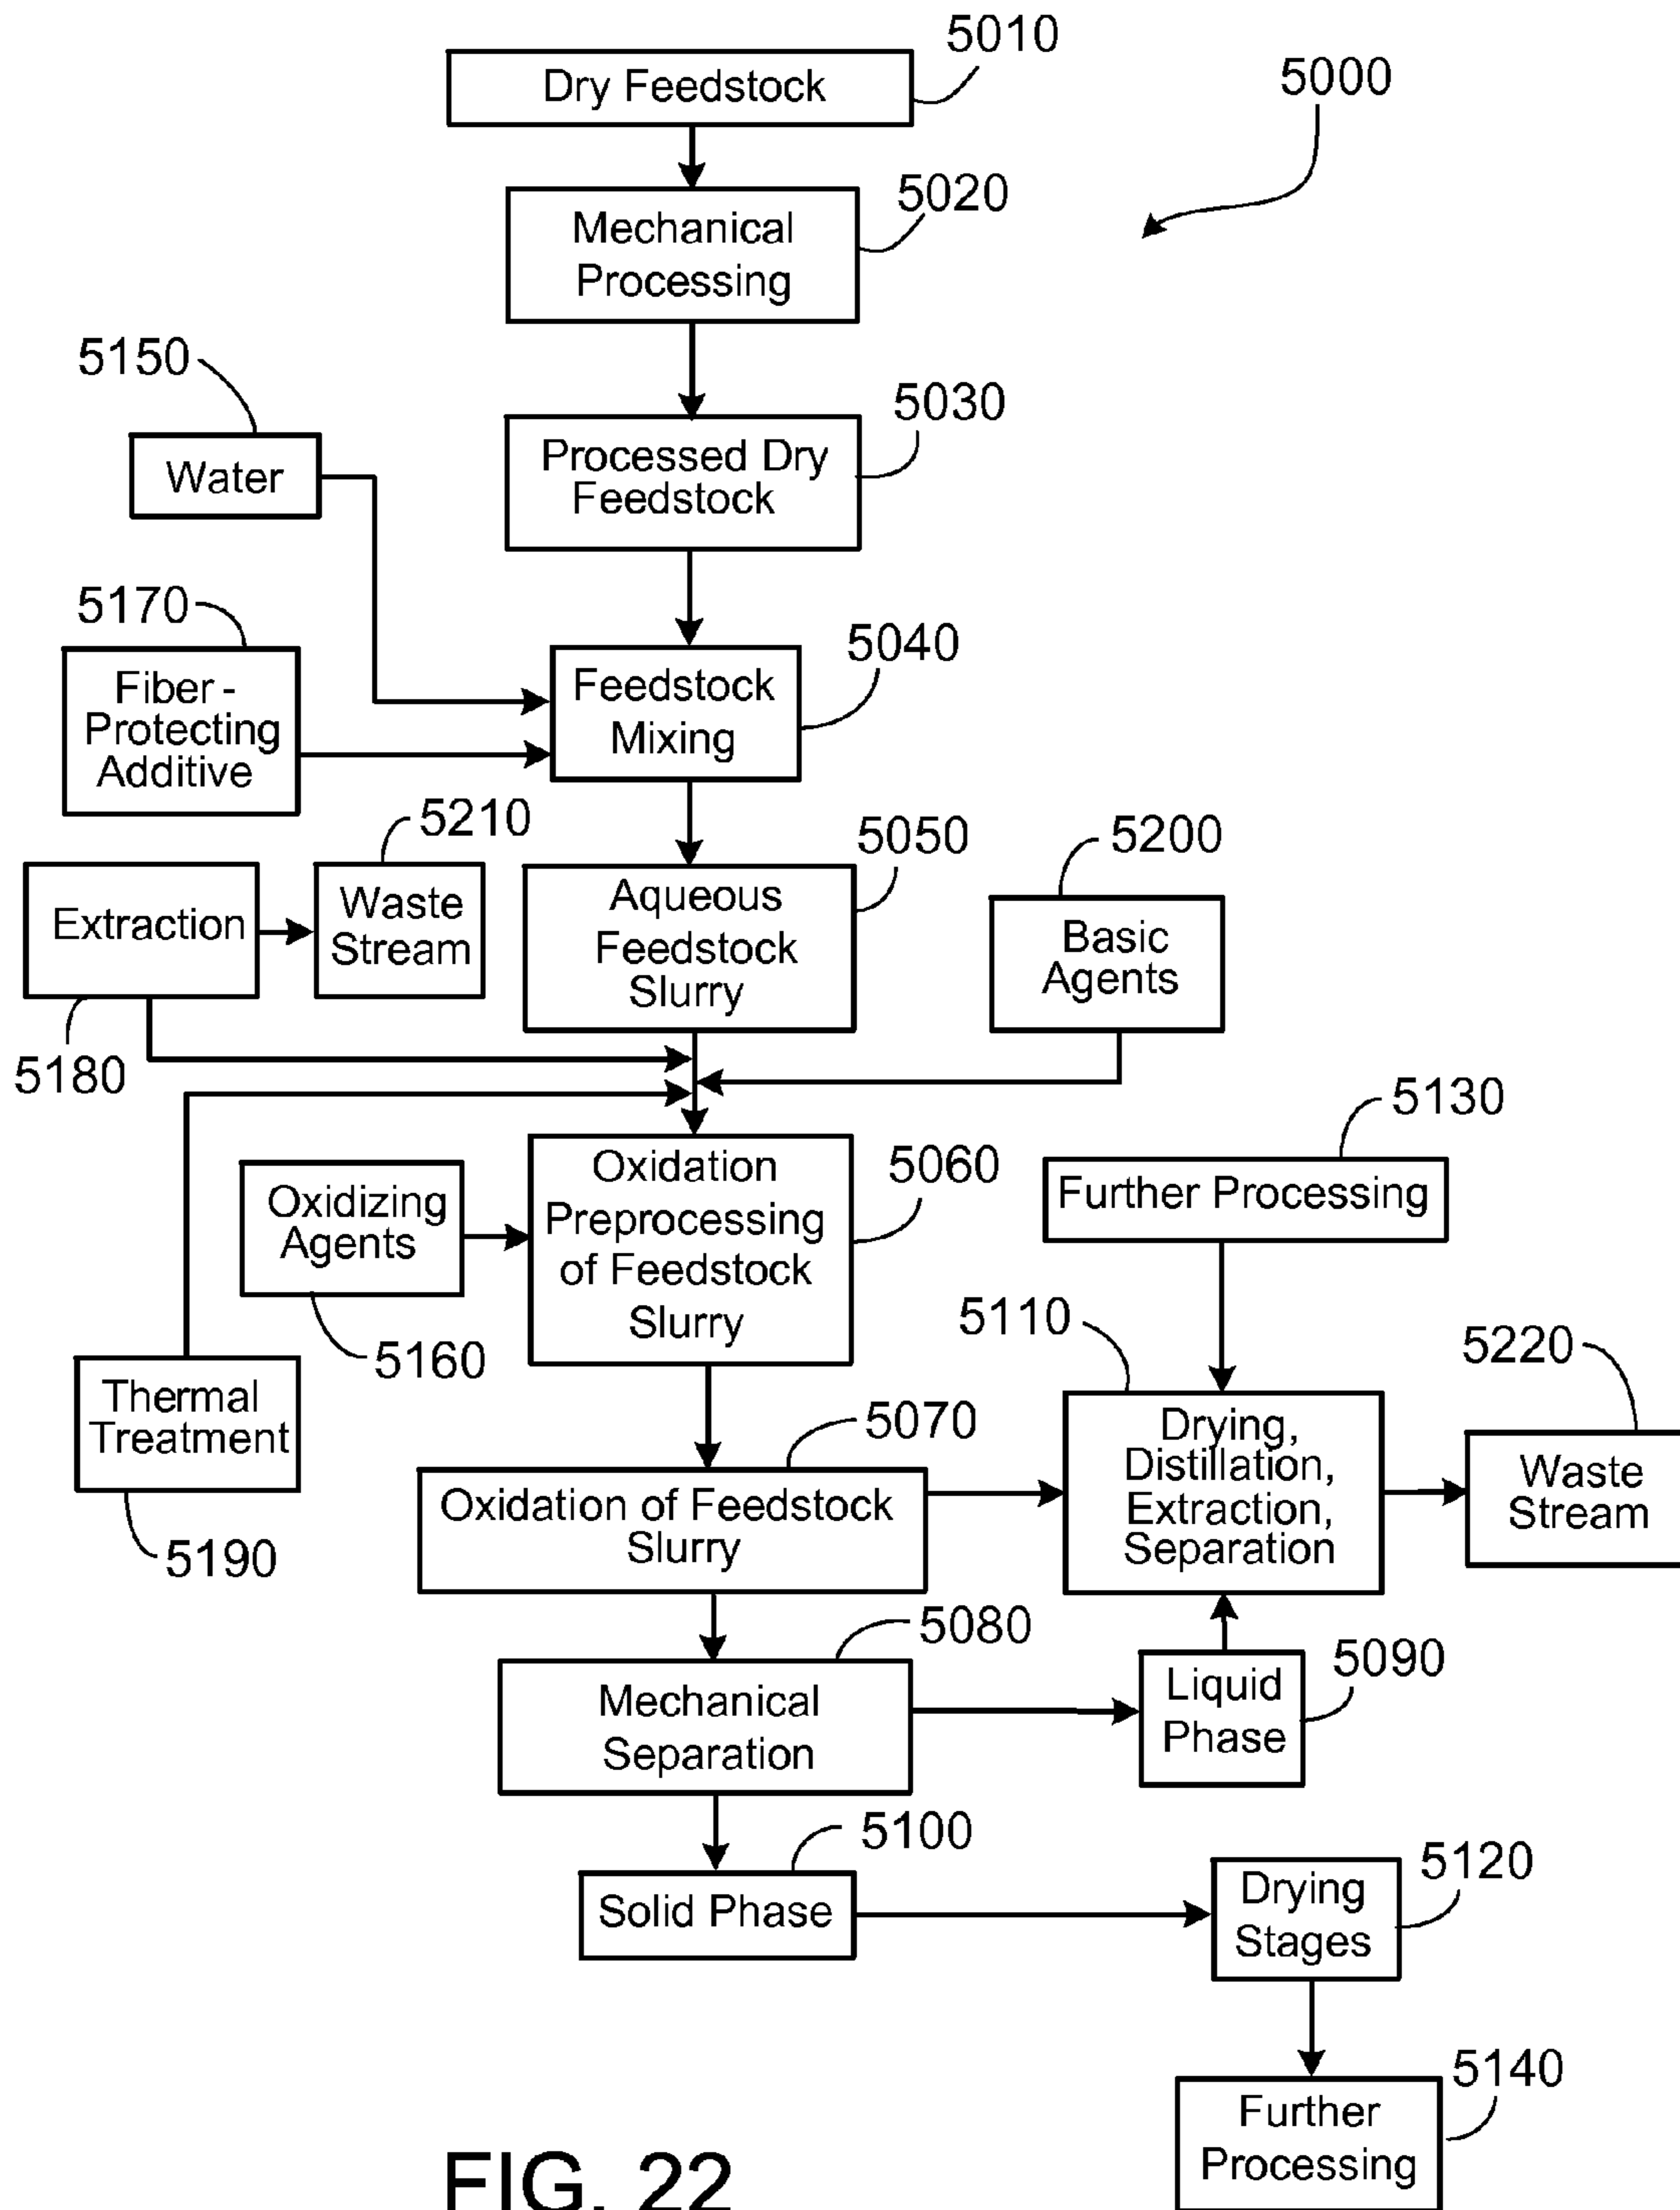 5010
Dry Feedstock
5000
5020
Mechanical
Processing
5150
5030
Water
Processed Dry
Feedstock
5170
5040
Fiber -
Protecting
Additive
Feedstock
Mixing
5210
5050
5200
Extraction
Waste
Stream
Aqueous
Feedstock
Slurry
Basic
Agents
5180
5130
5060
Oxidizing
Agents
Oxidation
Preprocessing
of Feedstock
Slurry
Further Processing
5110
5220
5160
Thermal
Treatment
5070
Drying,
Distillation,
Extraction,
Separation
Waste
Stream
5190
Oxidation of Feedstock
Slurry
5080
5090
Mechanical
Separation
Liquid
Phase
5100
5120
Solid Phase
Drying
Stages
5140
Further
Processing
FIG. 22